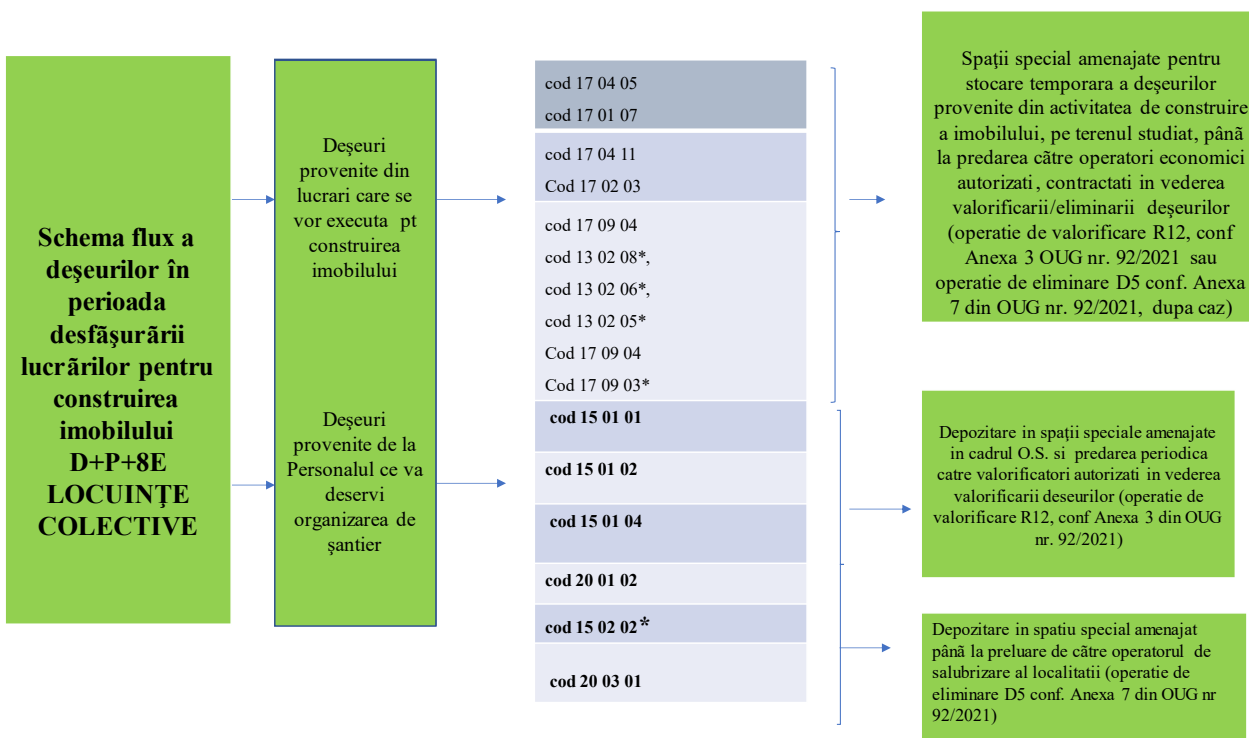 Schema flux a
deşeurilor în
perioada
desfãşurãrii
lucrãrilor pentru
construirea
imobilului
D+P+8E
LOCUINŢE
COLECTIVE
Deşeuri
provenite din
lucrari care se
vor executa pt
construirea
imobilului
Deşeuri
provenite de la
Personalul ce va
deservi
organizarea de
şantier
cod 17 04 05
cod 17 01 07
cod 17 04 11
Cod 17 02 03
cod 17 09 04
cod 13 02 08*,
cod 13 02 06*,
cod 13 02 05*
Cod 17 09 04
Cod 17 09 03*
cod 15 01 01
cod 15 01 02
cod 15 01 04
cod 20 01 02
cod 15 02 02*
cod 20 03 01
Spaţii special amenajate pentru
stocare temporara a deşeurilor
provenite din activitatea de construire
a imobilului, pe terenul studiat, pânã
la predarea cãtre operatori economici
autorizati, contractati in vederea
valorificarii/eliminarii deşeurilor
(operatie de valorificare R12, conf
Anexa 3 OUG nr. 92/2021 sau
operatie de eliminare D5 conf. Anexa
7 din OUG nr. 92/2021, dupa caz)
Depozitare in spaţii speciale amenajate
in cadrul O.S. si predarea periodica
catre valorificatori autorizati in vederea
valorificarii deseurilor (operatie de
valorificare R12, conf Anexa 3 din OUG
nr. 92/2021)
Depozitare in spatiu special amenajat
pânã la preluare de cãtre operatorul de
salubrizare al localitatii (operatie de
eliminare D5 conf. Anexa 7 din OUG nr
92/2021)